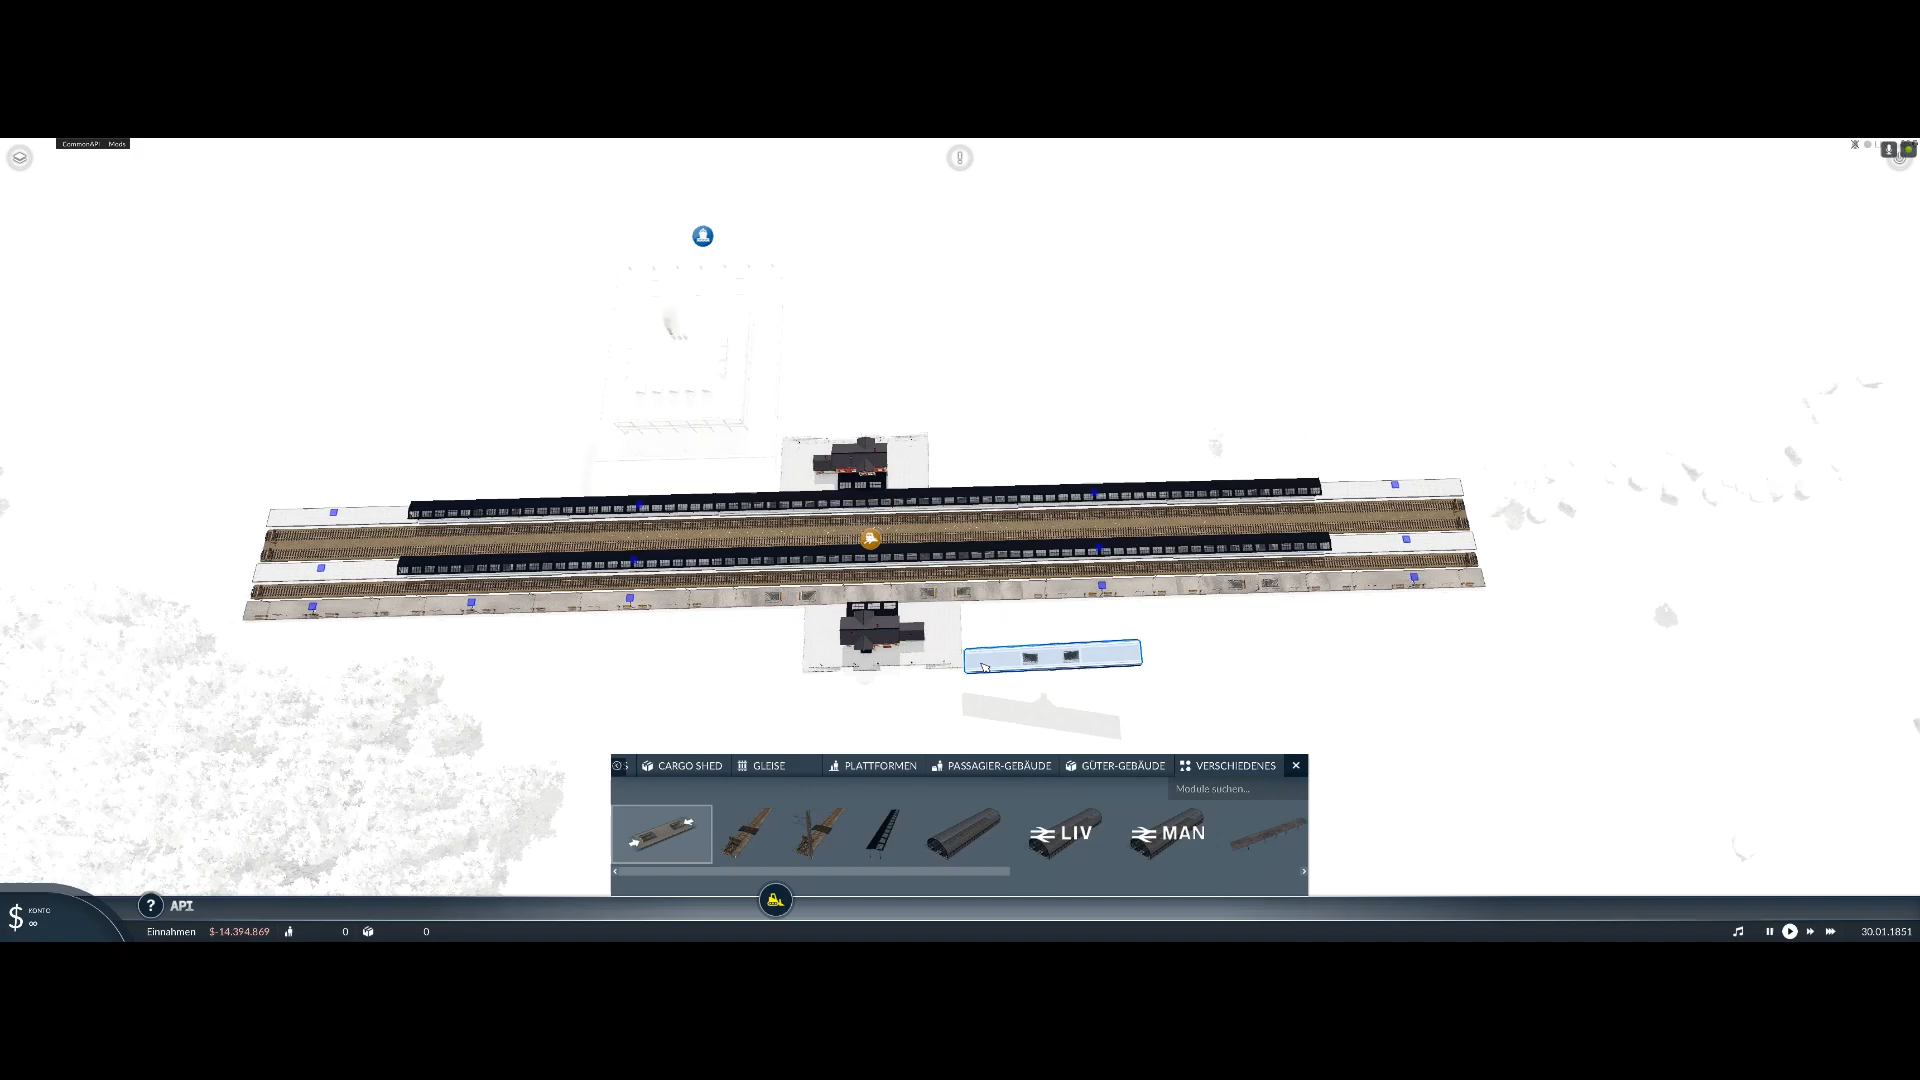 CommonAPI Mods
CARGO SHED GLEISE PLATTFORMEN PASSAGIER-GEBÄUDE GÜTER-GEBÄUDE VERSCHIEDENES
Module suchen...
LIV MAN
$ KONTO ∞
? API
Einnahmen $-14.394.869 0 0
30.01.1851